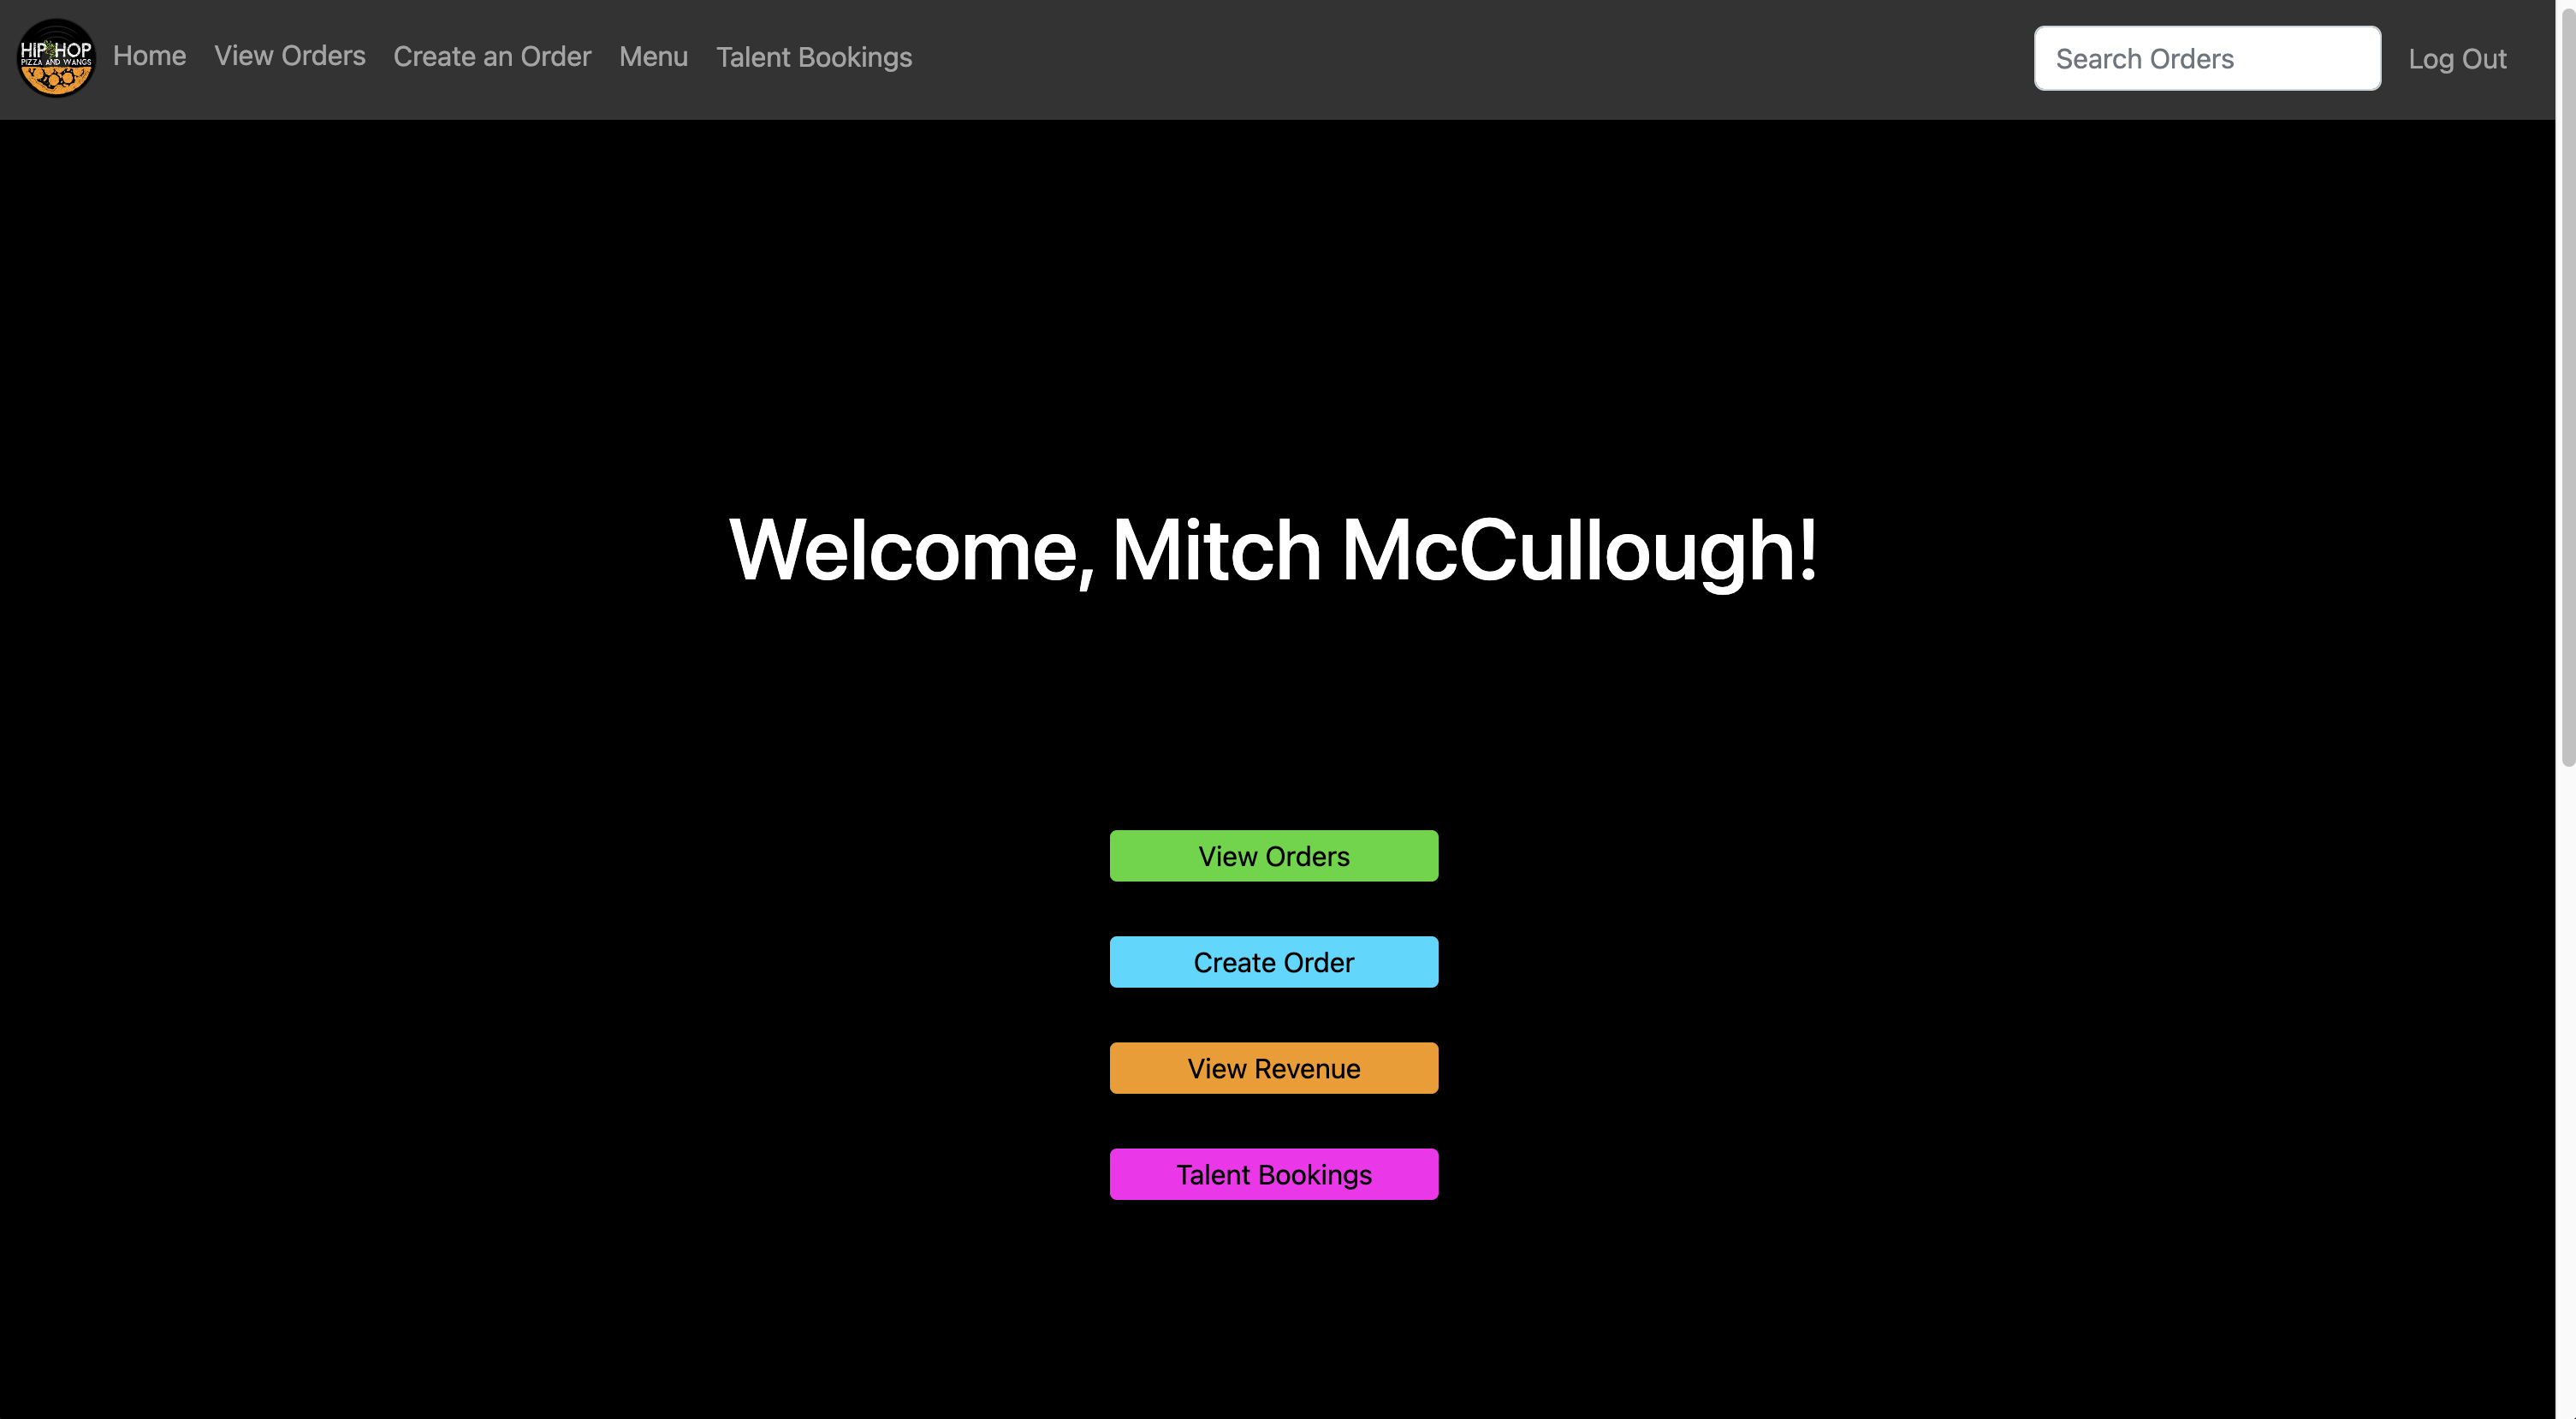 HIP HOP
PIZZA AND WANGS
Home
View Orders
Create an Order
Menu
Talent Bookings
Search Orders
Log Out
Welcome, Mitch McCullough!
View Orders
Create Order
View Revenue
Talent Bookings